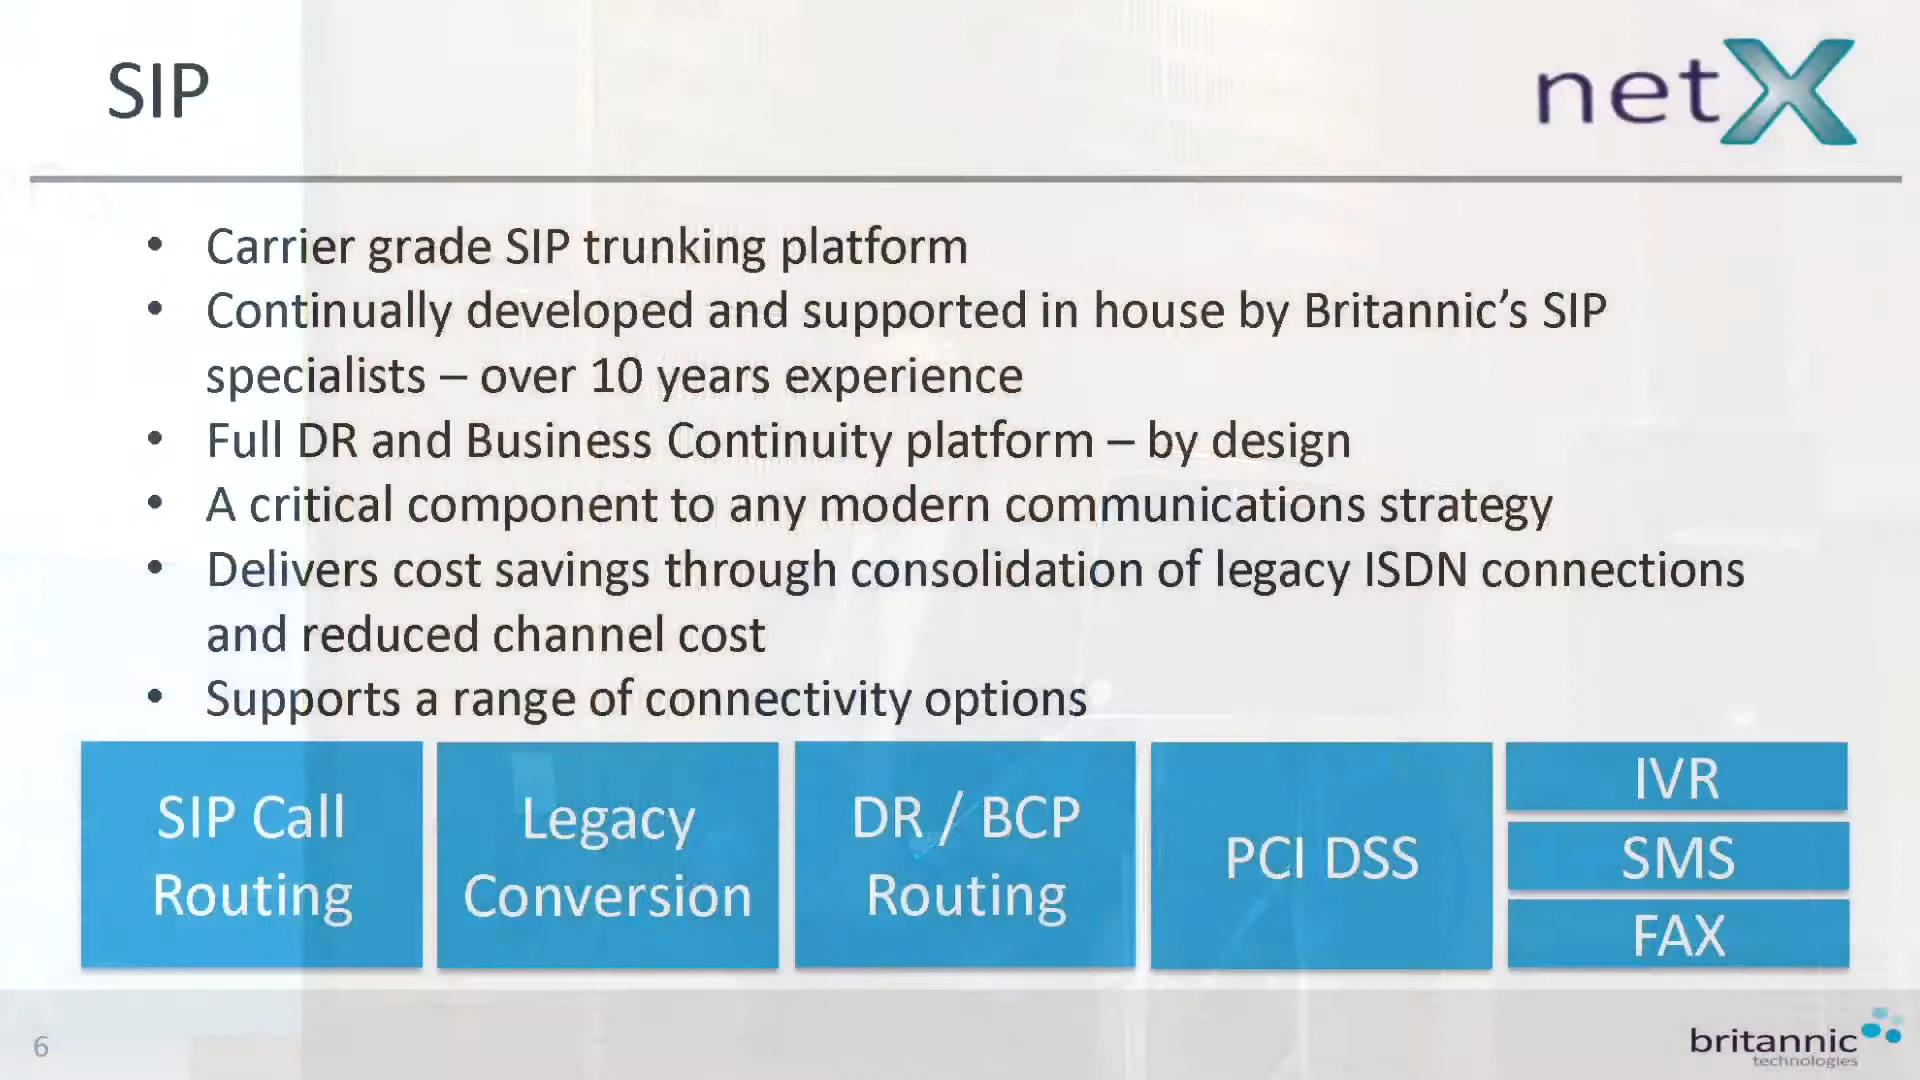 SIP
netX
• Carrier grade SIP trunking platform
• Continually developed and supported in house by Britannic’s SIP
specialists – over 10 years experience
• Full DR and Business Continuity platform – by design
• A critical component to any modern communications strategy
• Delivers cost savings through consolidation of legacy ISDN connections
and reduced channel cost
• Supports a range of connectivity options
SIP Call
Routing
Legacy
Conversion
DR / BCP
Routing
PCI DSS
IVR
SMS
FAX
6
britannic
technologies